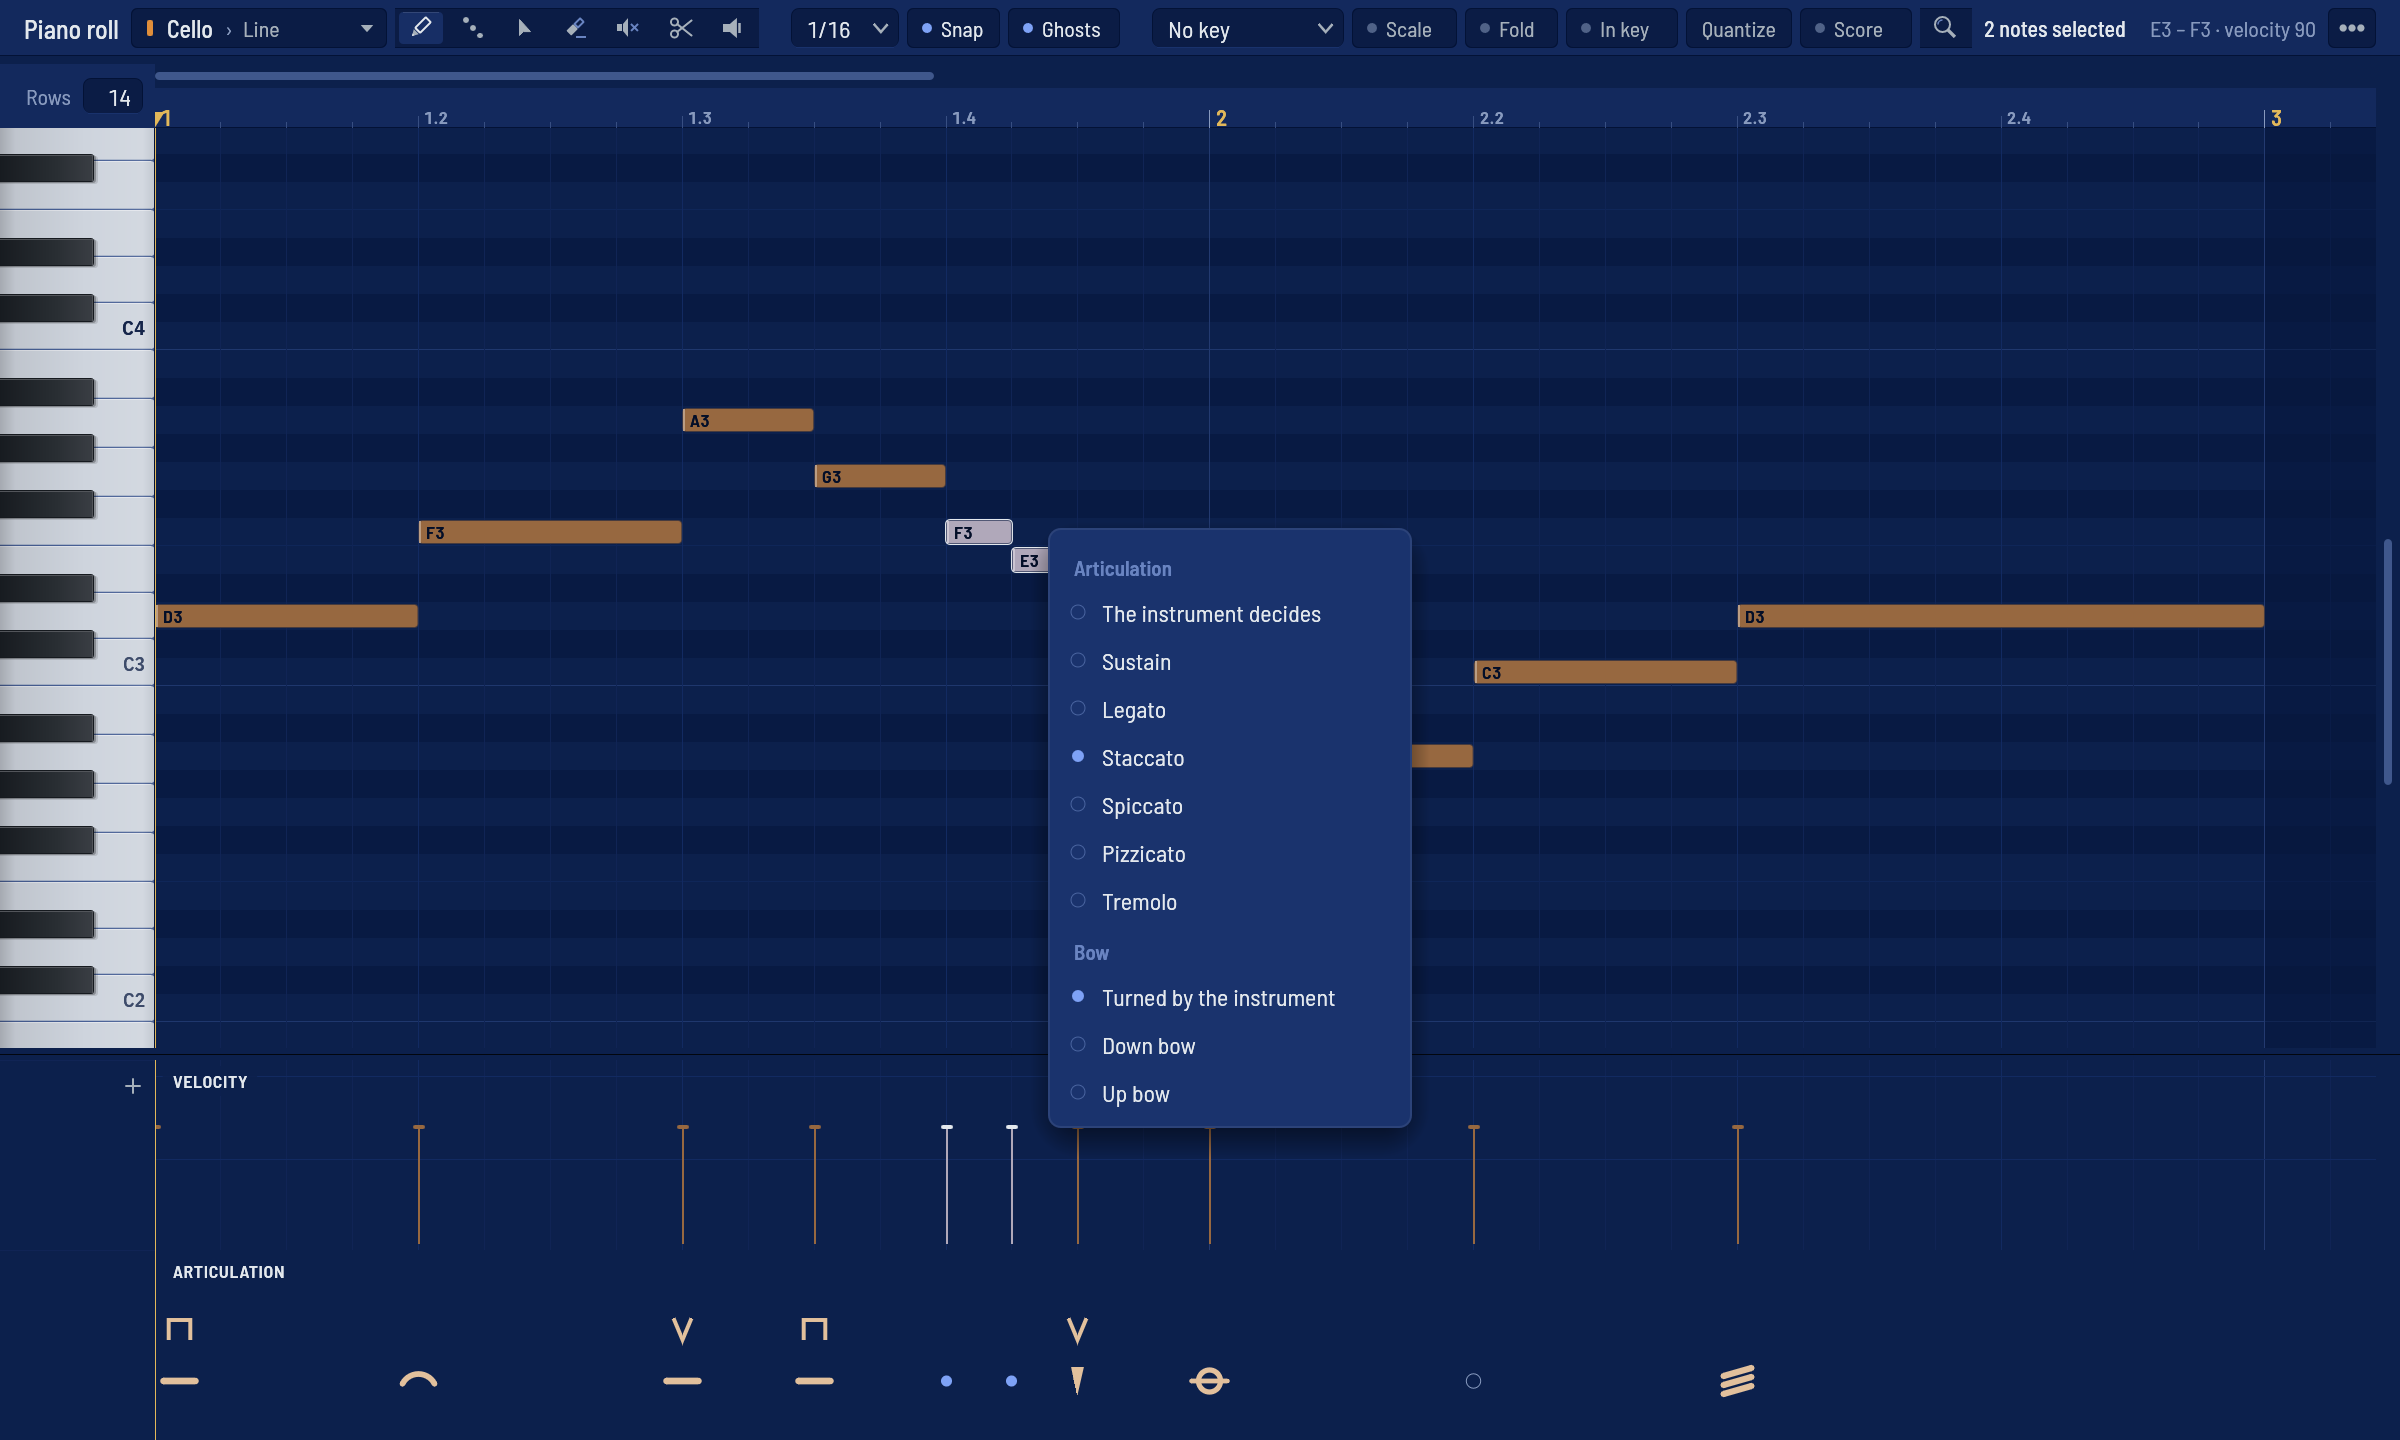 Piano roll Cello › Line 1/16 Snap Ghosts No key Scale Fold In key Quantize Score 2 notes selected E3 – F3 · velocity 90
Rows 14
1 1.2 1.3 1.4 2 2.2 2.3 2.4 3
C4
A3
G3
F3 F3
E3
D3 D3
C3 C3
C2
Articulation
The instrument decides
Sustain
Legato
Staccato
Spiccato
Pizzicato
Tremolo
Bow
Turned by the instrument
Down bow
Up bow
VELOCITY
ARTICULATION